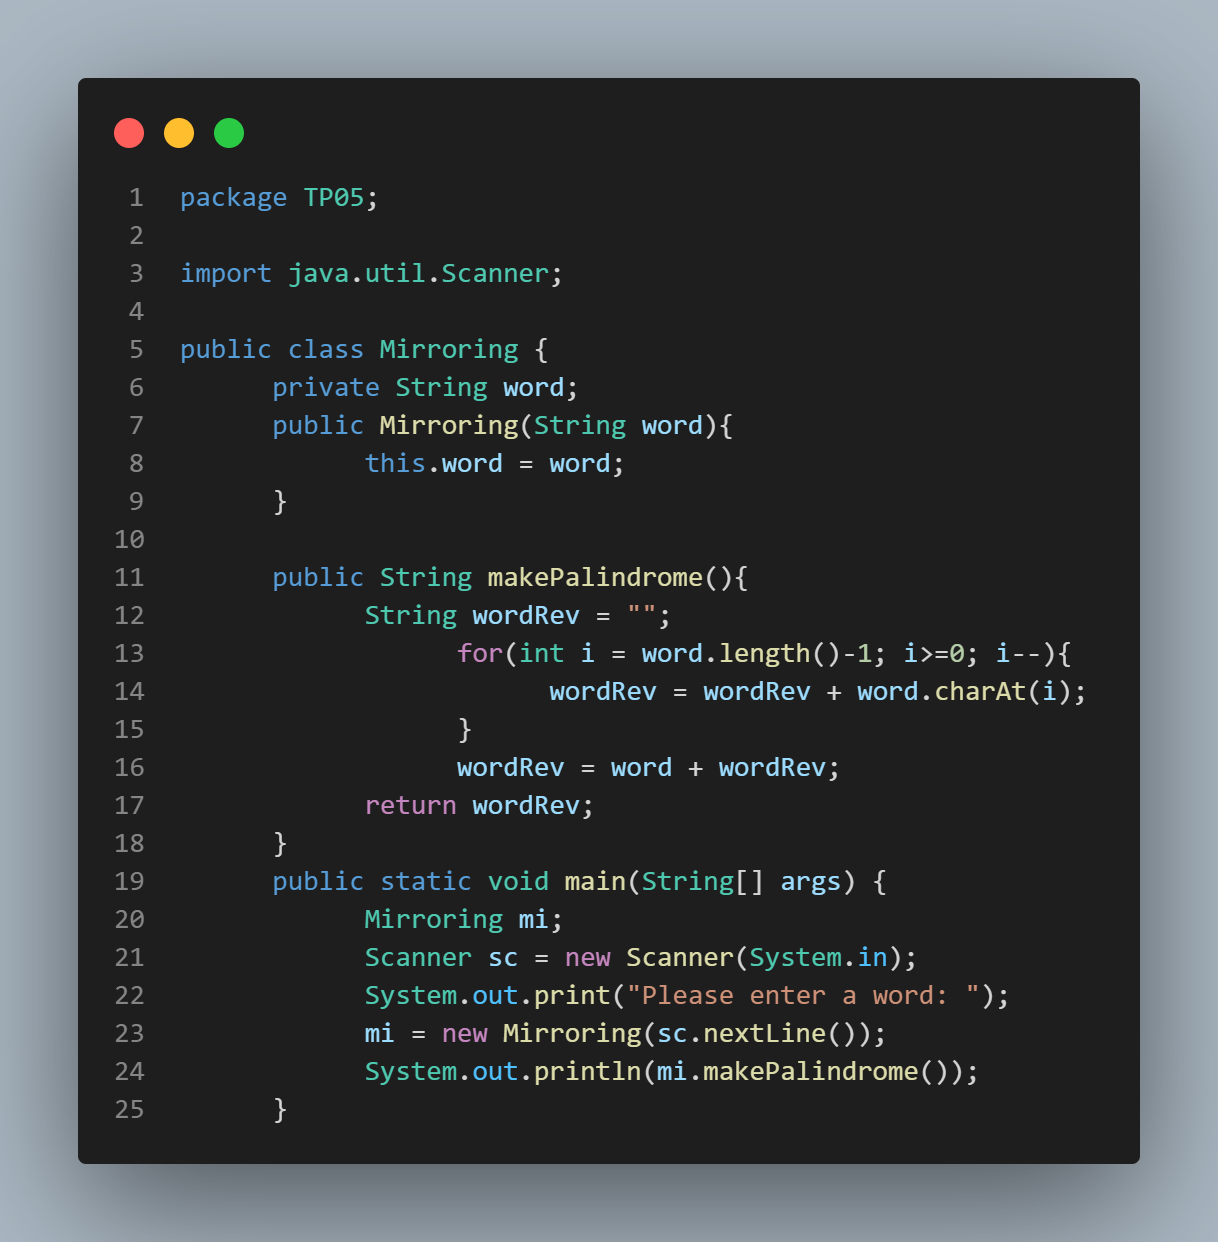 1 package TP05;
2
3 import java.util.Scanner;
4
5 public class Mirroring {
6 private String word;
7 public Mirroring(String word){
8 this.word = word;
9 }
10
11 public String makePalindrome(){
12 String wordRev = "";
13 for(int i = word.length()-1; i>=0; i--){
14 wordRev = wordRev + word.charAt(i);
15 }
16 wordRev = word + wordRev;
17 return wordRev;
18 }
19 public static void main(String[] args) {
20 Mirroring mi;
21 Scanner sc = new Scanner(System.in);
22 System.out.print("Please enter a word: ");
23 mi = new Mirroring(sc.nextLine());
24 System.out.println(mi.makePalindrome());
25 }